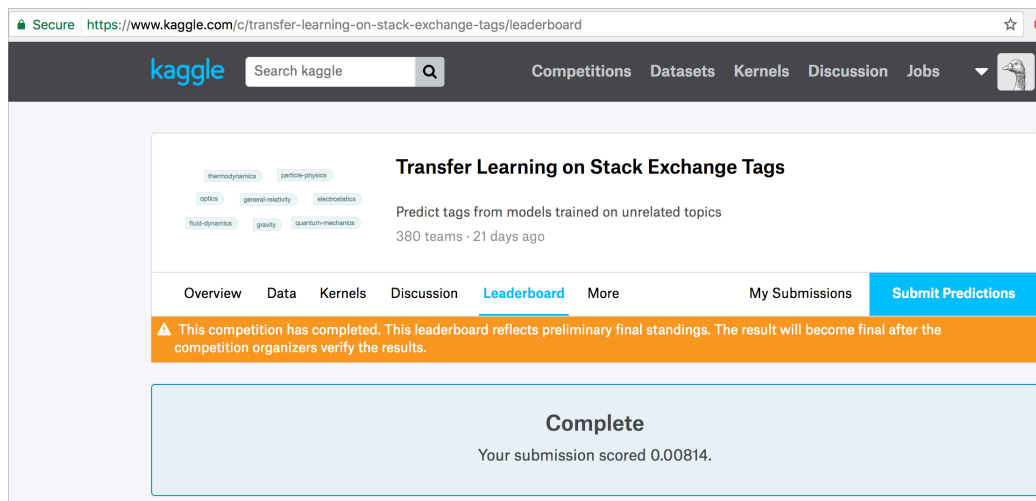 Secure https://www.kaggle.com/c/transfer-learning-on-stack-exchange-tags/leaderboard
kaggle Search kaggle Competitions Datasets Kernels Discussion Jobs
thermodynamics particle-physics
optics general-relativity electrostatics
fluid-dynamics gravity quantum-mechanics
Transfer Learning on Stack Exchange Tags
Predict tags from models trained on unrelated topics
380 teams · 21 days ago
Overview Data Kernels Discussion Leaderboard More My Submissions Submit Predictions
This competition has completed. This leaderboard reflects preliminary final standings. The result will become final after the
competition organizers verify the results.
Complete
Your submission scored 0.00814.